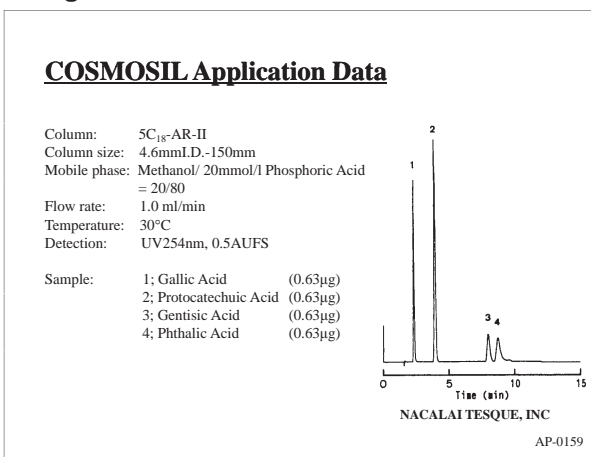 COSMOSIL Application Data
Column: 5C18-AR-II
Column size: 4.6mmI.D.-150mm
Mobile phase: Methanol/ 20mmol/l Phosphoric Acid
= 20/80
Flow rate: 1.0 ml/min
Temperature: 30°C
Detection: UV254nm, 0.5AUFS
Sample: 1; Gallic Acid (0.63µg)
2; Protocatechuic Acid (0.63µg)
3; Gentisic Acid (0.63µg)
4; Phthalic Acid (0.63µg)
1
2
3 4
0 5 10 15
Time (min)
NACALAI TESQUE, INC
AP-0159